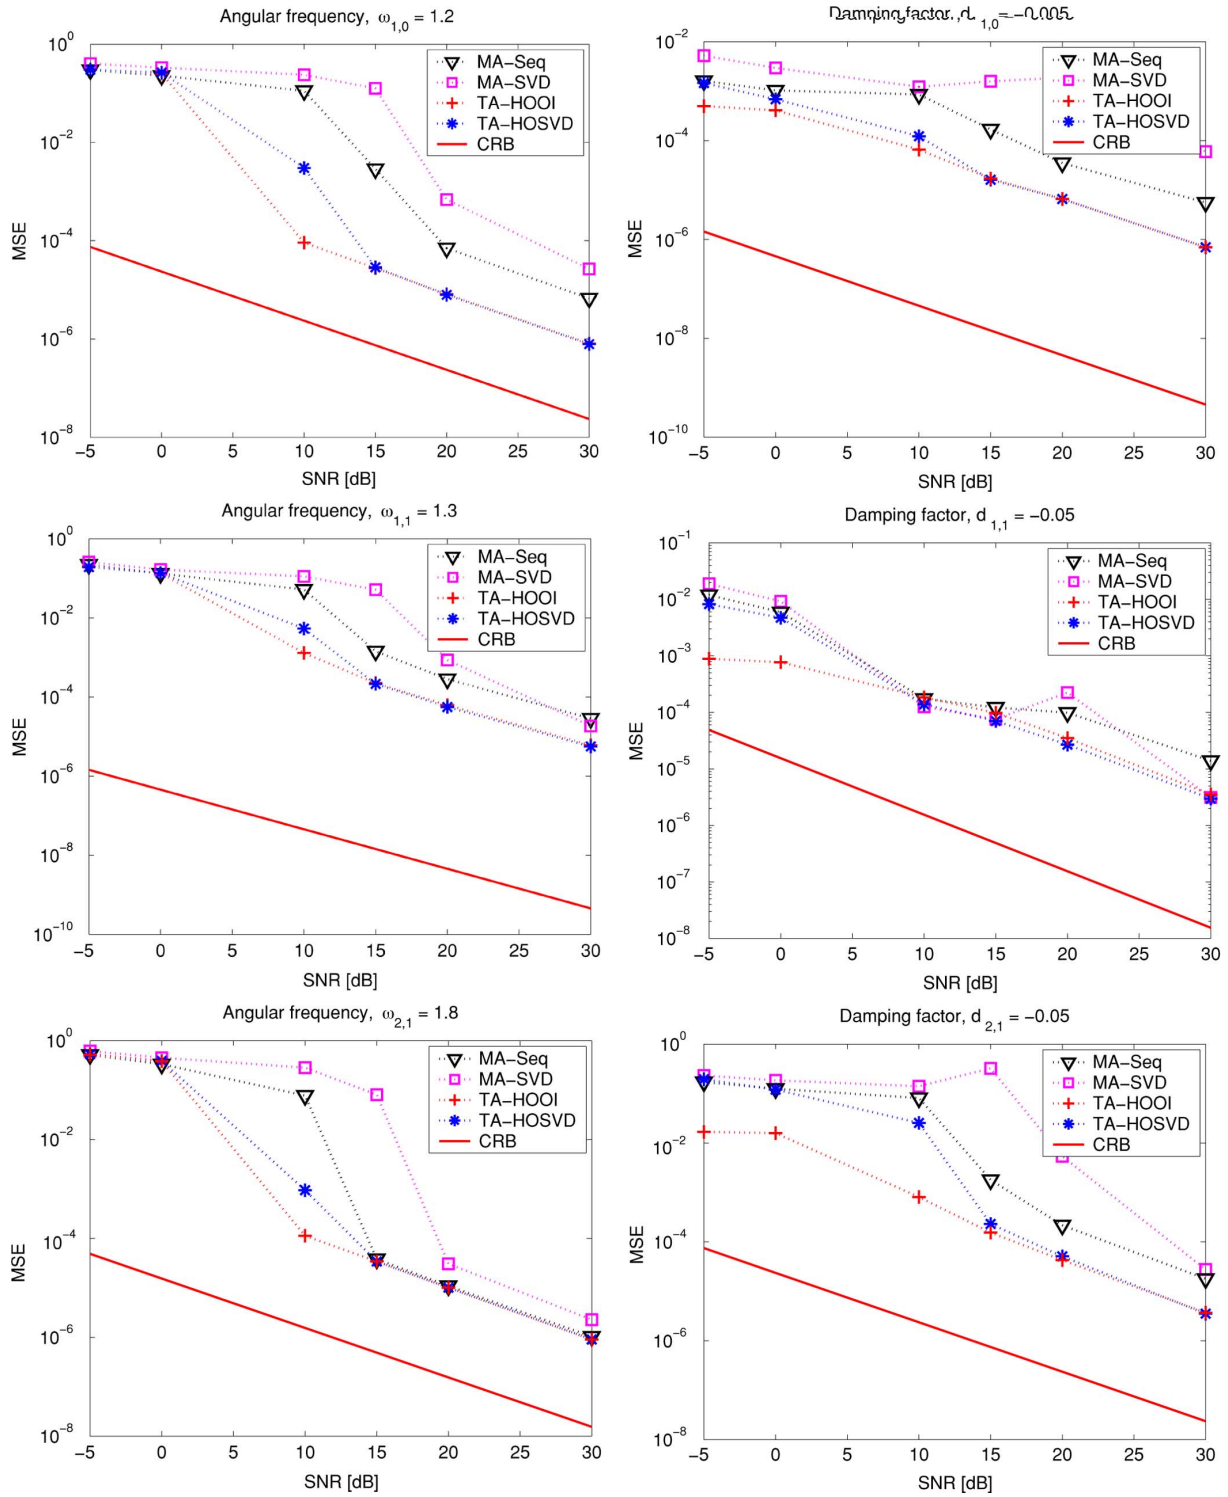 Angular frequency, ω1,0 = 1.2
10^0
10^−2
10^−4
10^−6
10^−8
MSE
−5 0 5 10 15 20 25 30
SNR [dB]
MA−Seq
MA−SVD
TA−HOOI
TA−HOSVD
CRB
Damping factor, d1,0 = −0.005
10^−2
10^−4
10^−6
10^−8
10^−10
MSE
−5 0 5 10 15 20 25 30
SNR [dB]
MA−Seq
MA−SVD
TA−HOOI
TA−HOSVD
CRB
Angular frequency, ω1,1 = 1.3
10^0
10^−2
10^−4
10^−6
10^−8
10^−10
MSE
−5 0 5 10 15 20 25 30
SNR [dB]
MA−Seq
MA−SVD
TA−HOOI
TA−HOSVD
CRB
Damping factor, d1,1 = −0.05
10^−1
10^−2
10^−3
10^−4
10^−5
10^−6
10^−7
10^−8
MSE
−5 0 5 10 15 20 25 30
SNR [dB]
MA−Seq
MA−SVD
TA−HOOI
TA−HOSVD
CRB
Angular frequency, ω2,1 = 1.8
10^0
10^−2
10^−4
10^−6
10^−8
MSE
−5 0 5 10 15 20 25 30
SNR [dB]
MA−Seq
MA−SVD
TA−HOOI
TA−HOSVD
CRB
Damping factor, d2,1 = −0.05
10^0
10^−2
10^−4
10^−6
10^−8
MSE
−5 0 5 10 15 20 25 30
SNR [dB]
MA−Seq
MA−SVD
TA−HOOI
TA−HOSVD
CRB